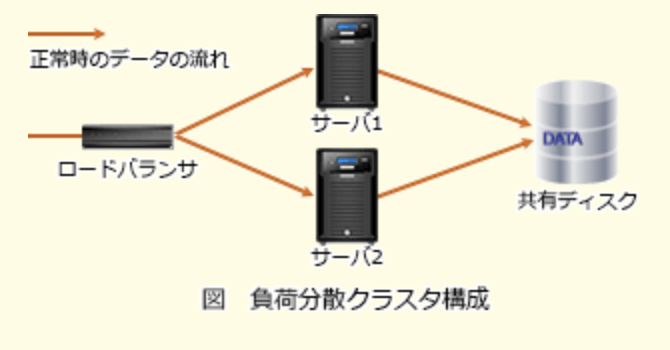 正常時のデータの流れ
サーバ1
DATA
ロードバランサ
共有ディスク
サーバ2
図　負荷分散クラスタ構成